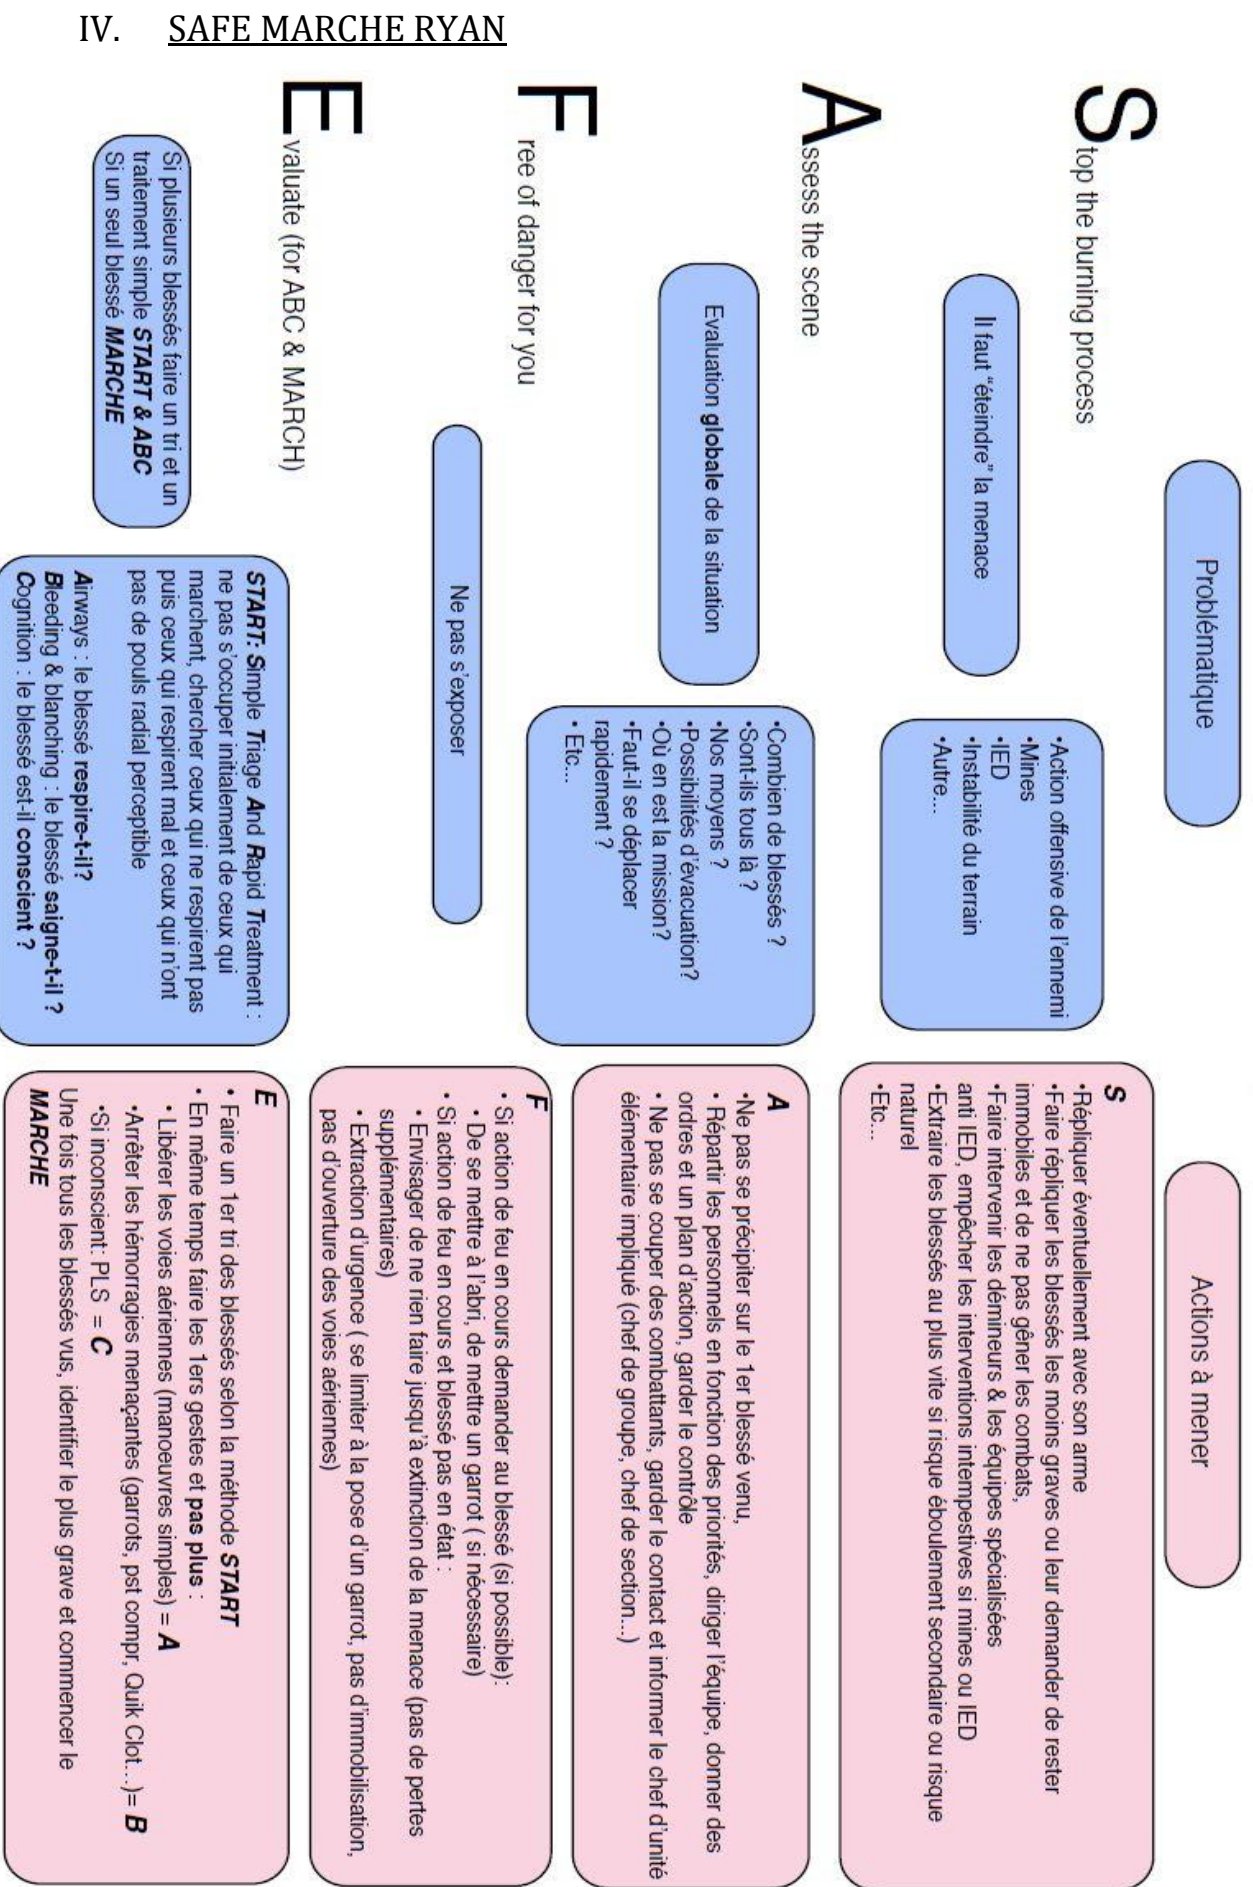 IV. SAFE MARCHE RYAN
Problématique
Actions à mener
Stop the burning process
Il faut "éteindre" la menace
•Action offensive de l'ennemi
•Mines
•IED
•Instabilité du terrain
•Autre...
S
•Répliquer éventuellement avec son arme
•Faire répliquer les blessés les moins graves ou leur demander de rester
immobiles et de ne pas gêner les combats,
•Faire intervenir les démineurs & les équipes spécialisées
anti IED, empêcher les interventions intempestives si mines ou IED
•Extraire les blessés au plus vite si risque éboulement secondaire ou risque
naturel
•Etc...
Assess the scene
Evaluation globale de la situation
•Combien de blessés ?
•Sont-ils tous là ?
•Nos moyens ?
•Possibilités d'évacuation?
•Où en est la mission?
•Faut-il se déplacer
rapidement ?
• Etc...
A
•Ne pas se précipiter sur le 1er blessé venu,
• Répartir les personnels en fonction des priorités, diriger l'équipe, donner des
ordres et un plan d'action, garder le contrôle
• Ne pas se couper des combattants, garder le contact et informer le chef d'unité
élémentaire impliqué (chef de groupe, chef de section...)
Free of danger for you
Ne pas s'exposer
F
• Si action de feu en cours demander au blessé (si possible):
• De se mettre à l'abri, de mettre un garrot ( si nécessaire)
• Si action de feu en cours et blessé pas en état :
• Envisager de ne rien faire jusqu'à extinction de la menace (pas de pertes
supplémentaires)
• Extraction d'urgence ( se limiter à la pose d'un garrot, pas d'immobilisation,
pas d'ouverture des voies aériennes)
Evaluate (for ABC & MARCH)
Si plusieurs blessés faire un tri et un
traitement simple START & ABC
Si un seul blessé MARCHE
START: Simple Triage And Rapid Treatment :
ne pas s'occuper initialement de ceux qui
marchent, chercher ceux qui ne respirent pas
puis ceux qui respirent mal et ceux qui n'ont
pas de pouls radial perceptible
Airways : le blessé respire-t-il?
Bleeding & blanching : le blessé saigne-t-il ?
Cognition : le blessé est-il conscient ?
E
• Faire un 1er tri des blessés selon la méthode START
• En même temps faire les 1ers gestes et pas plus :
• Libérer les voies aériennes (manoeuvres simples) = A
•Arrêter les hémorragies menaçantes (garrots, pst compr, Quik Clot...)= B
•Si inconscient: PLS = C
Une fois tous les blessés vus, identifier le plus grave et commencer le
MARCHE